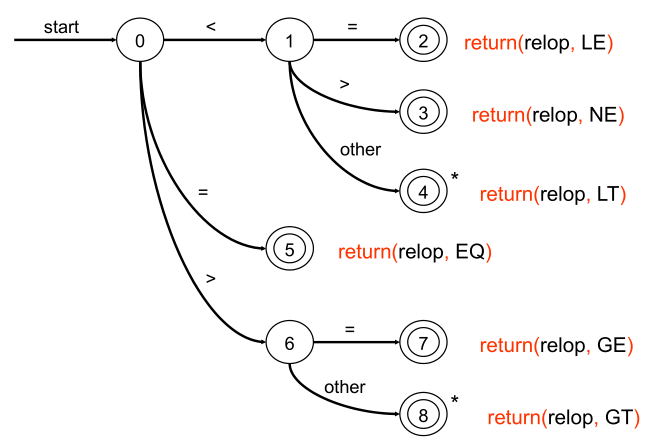 start
0
<
1
=
2
return(relop, LE)
>
3
return(relop, NE)
other
4
*
return(relop, LT)
=
5
return(relop, EQ)
>
6
=
7
return(relop, GE)
other
8
*
return(relop, GT)